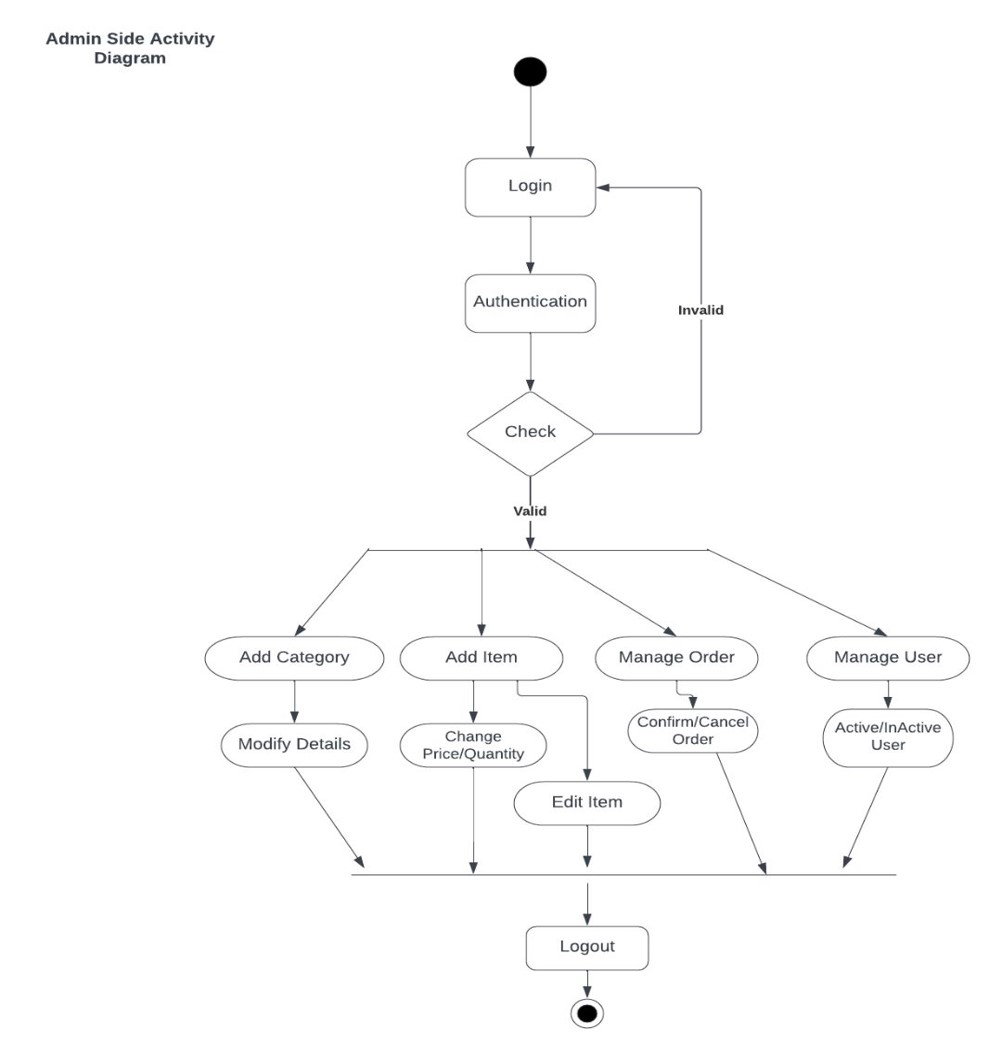 Admin Side Activity
Diagram
Login
Authentication
Invalid
Check
Valid
Add Category
Add Item
Manage Order
Manage User
Modify Details
Change
Price/Quantity
Confirm/Cancel
Order
Active/InActive
User
Edit Item
Logout